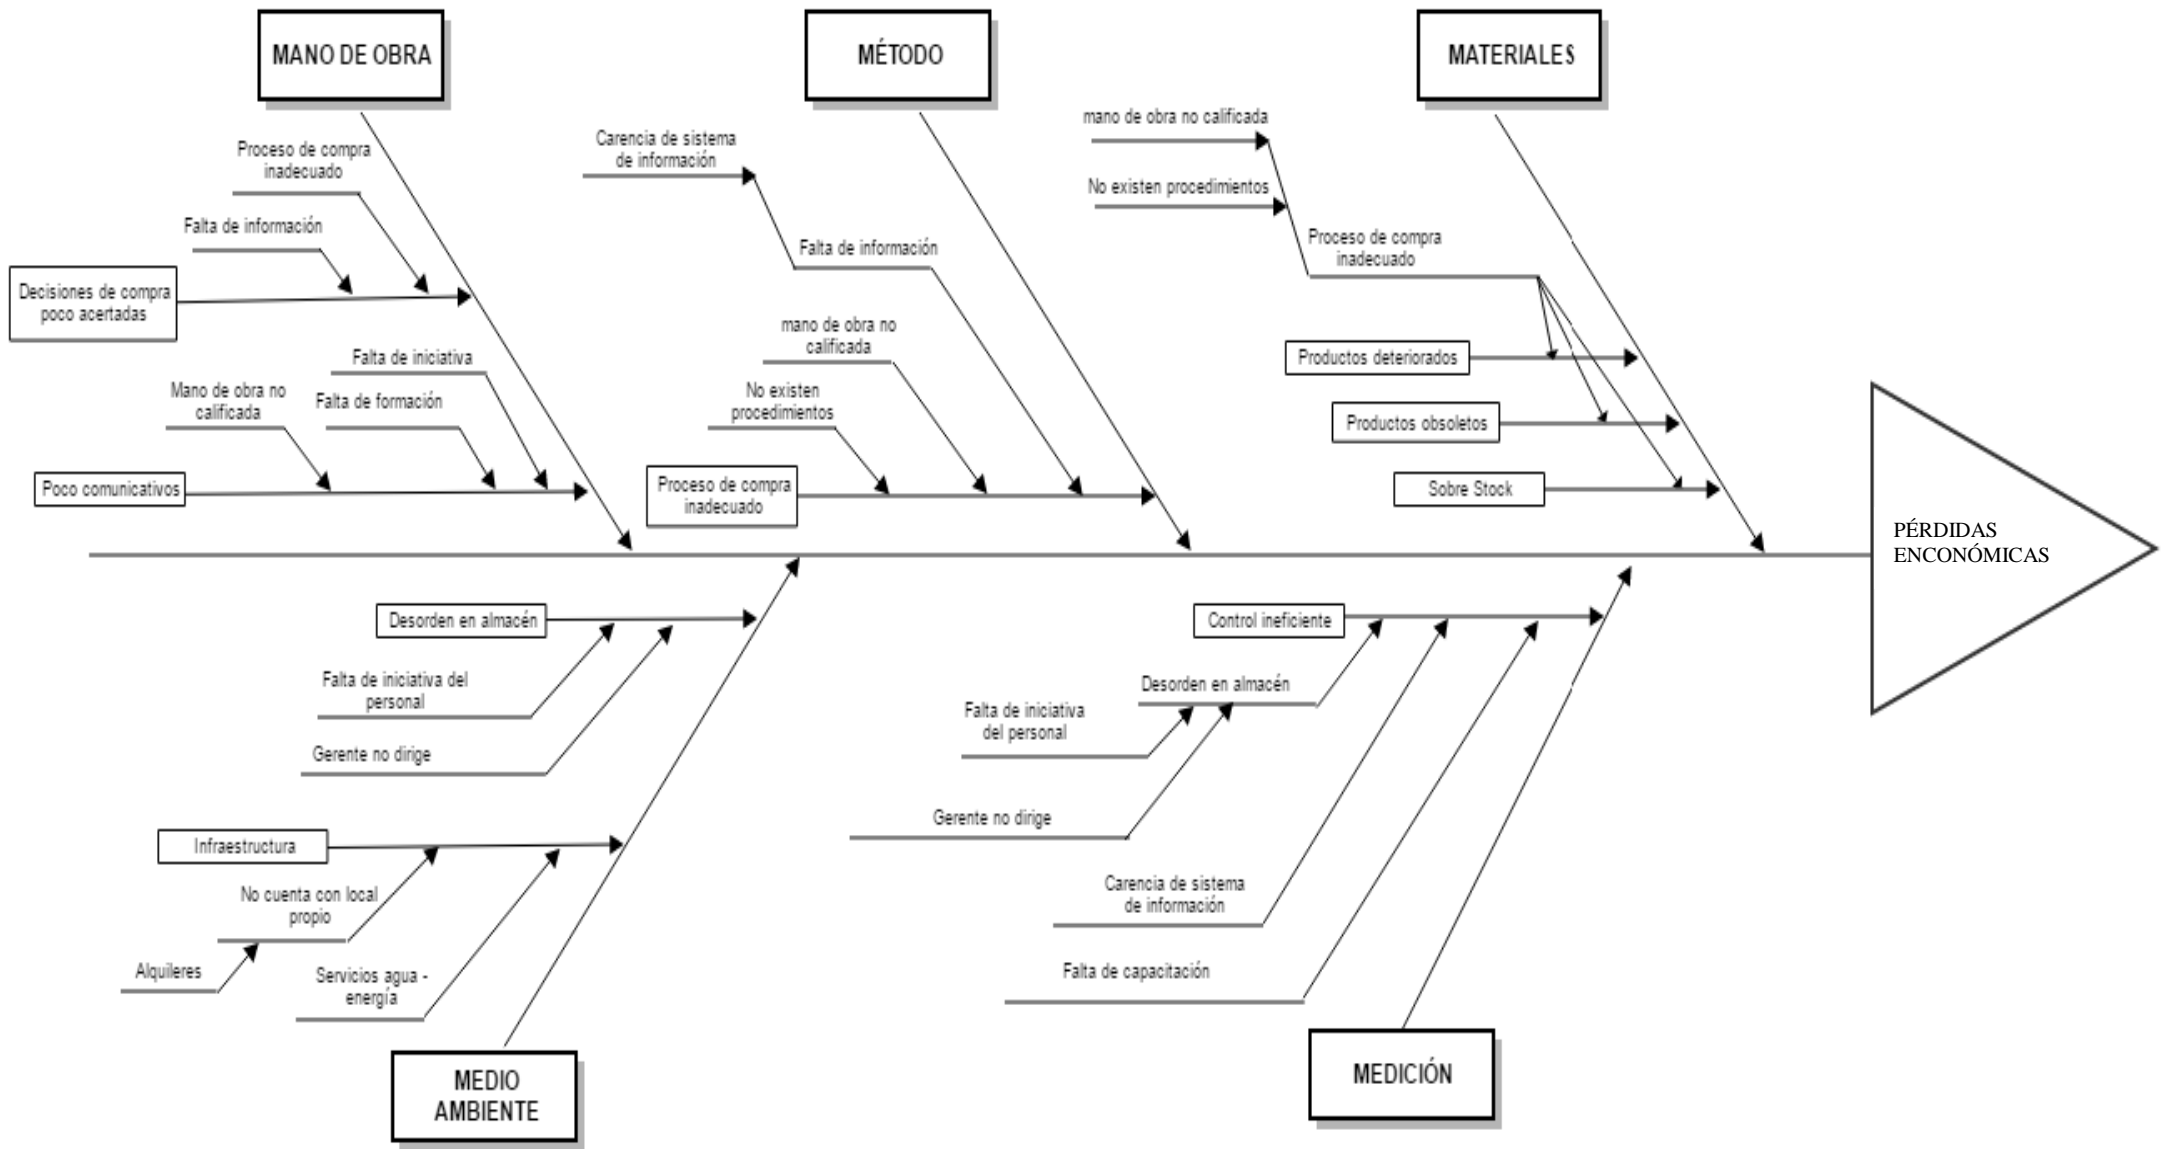 MANO DE OBRA
MÉTODO
MATERIALES
Proceso de compra
inadecuado
Falta de información
Decisiones de compra
poco acertadas
Falta de iniciativa
Mano de obra no
calificada
Falta de formación
Poco comunicativos
Carencia de sistema
de información
Falta de información
mano de obra no
calificada
No existen
procedimientos
Proceso de compra
inadecuado
mano de obra no calificada
No existen procedimientos
Proceso de compra
inadecuado
Productos deteriorados
Productos obsoletos
Sobre Stock
PÉRDIDAS
ENCONÓMICAS
Desorden en almacén
Falta de iniciativa del
personal
Gerente no dirige
Infraestructura
No cuenta con local
propio
Alquileres
Servicios agua -
energía
MEDIO
AMBIENTE
Control ineficiente
Desorden en almacén
Falta de iniciativa
del personal
Gerente no dirige
Carencia de sistema
de información
Falta de capacitación
MEDICIÓN